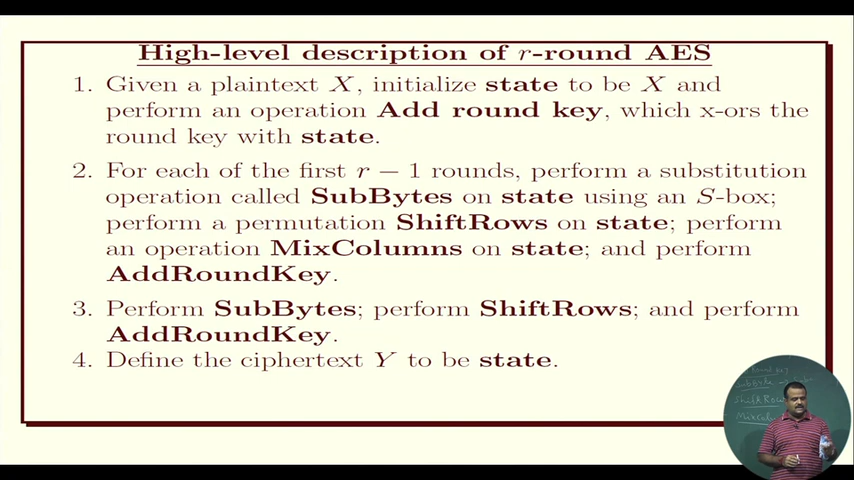 High-level description of r-round AES
1. Given a plaintext X, initialize state to be X and
perform an operation Add round key, which x-ors the
round key with state.
2. For each of the first r − 1 rounds, perform a substitution
operation called SubBytes on state using an S-box;
perform a permutation ShiftRows on state; perform
an operation MixColumns on state; and perform
AddRoundKey.
3. Perform SubBytes; perform ShiftRows; and perform
AddRoundKey.
4. Define the ciphertext Y to be state.
ShiftRows